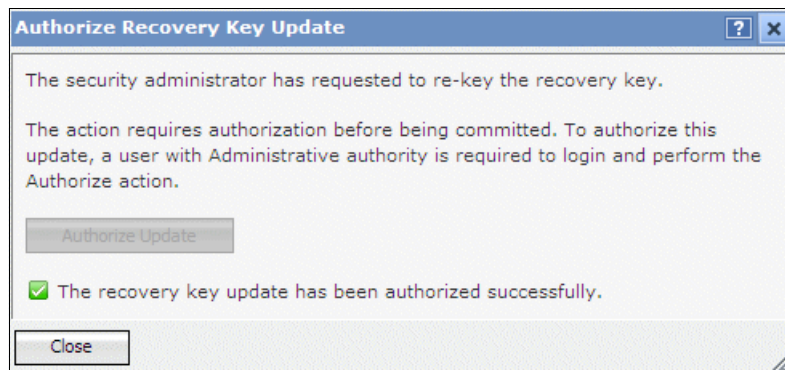 Authorize Recovery Key Update
?
The security administrator has requested to re-key the recovery key.
The action requires authorization before being committed. To authorize this
update, a user with Administrative authority is required to login and perform the
Authorize action.
Authorize Update
The recovery key update has been authorized successfully.
Close